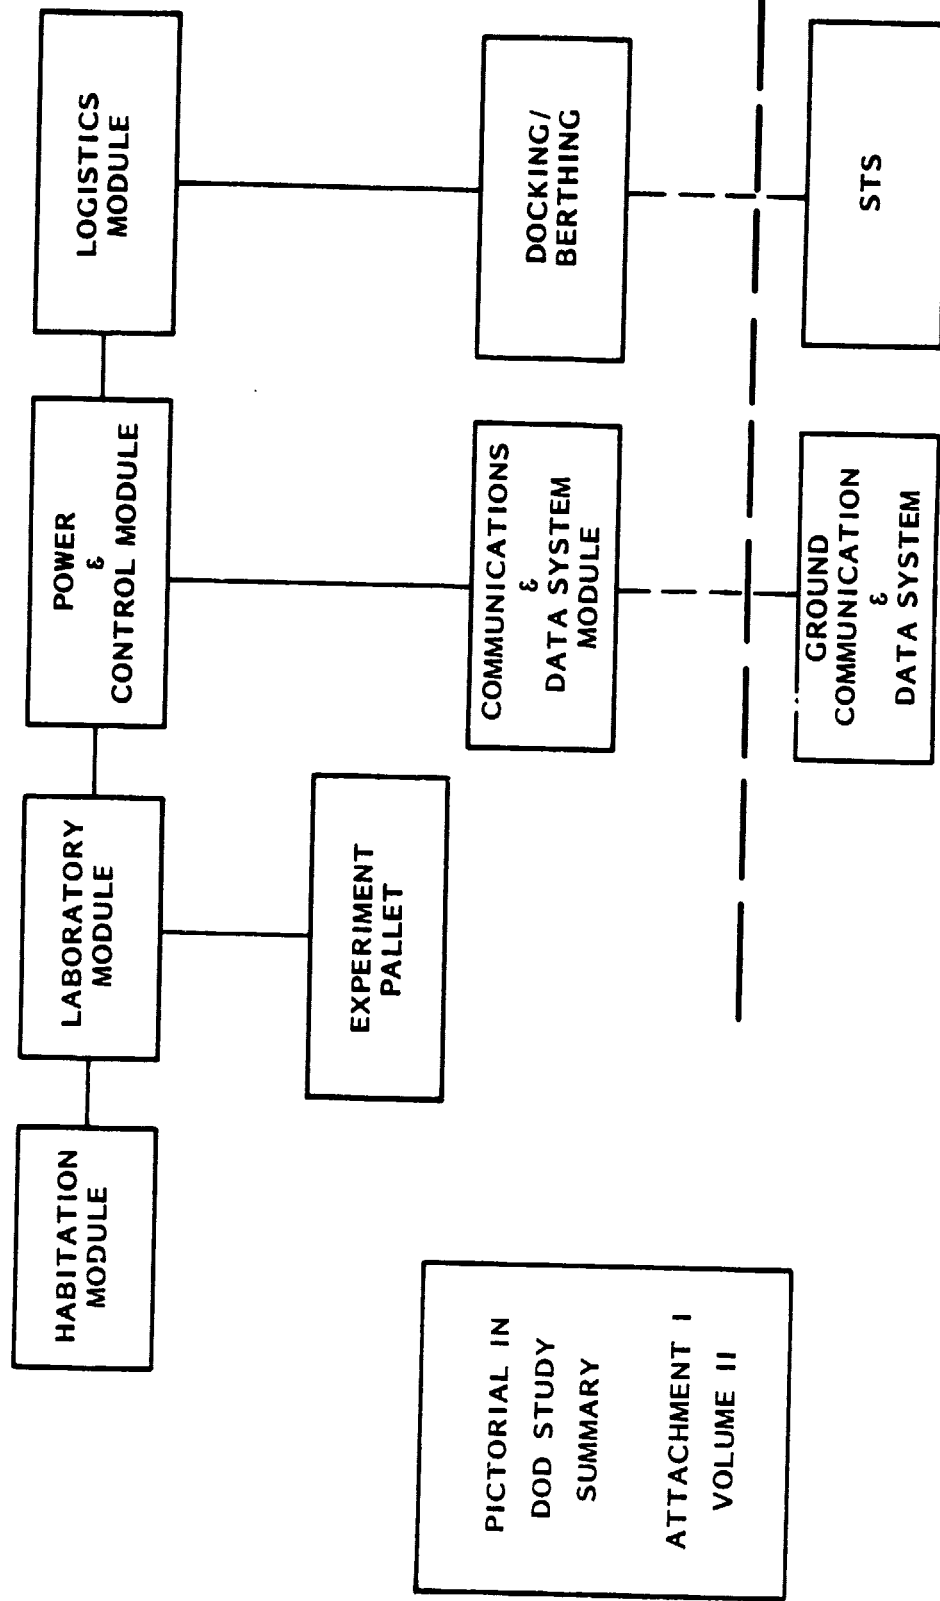 HABITATION
MODULE
LABORATORY
MODULE
POWER
&
CONTROL MODULE
LOGISTICS
MODULE
EXPERIMENT
PALLET
COMMUNICATIONS
&
DATA SYSTEM
MODULE
DOCKING/
BERTHING
GROUND
COMMUNICATION
&
DATA SYSTEM
STS
PICTORIAL IN
DOD STUDY
SUMMARY
ATTACHMENT I
VOLUME II